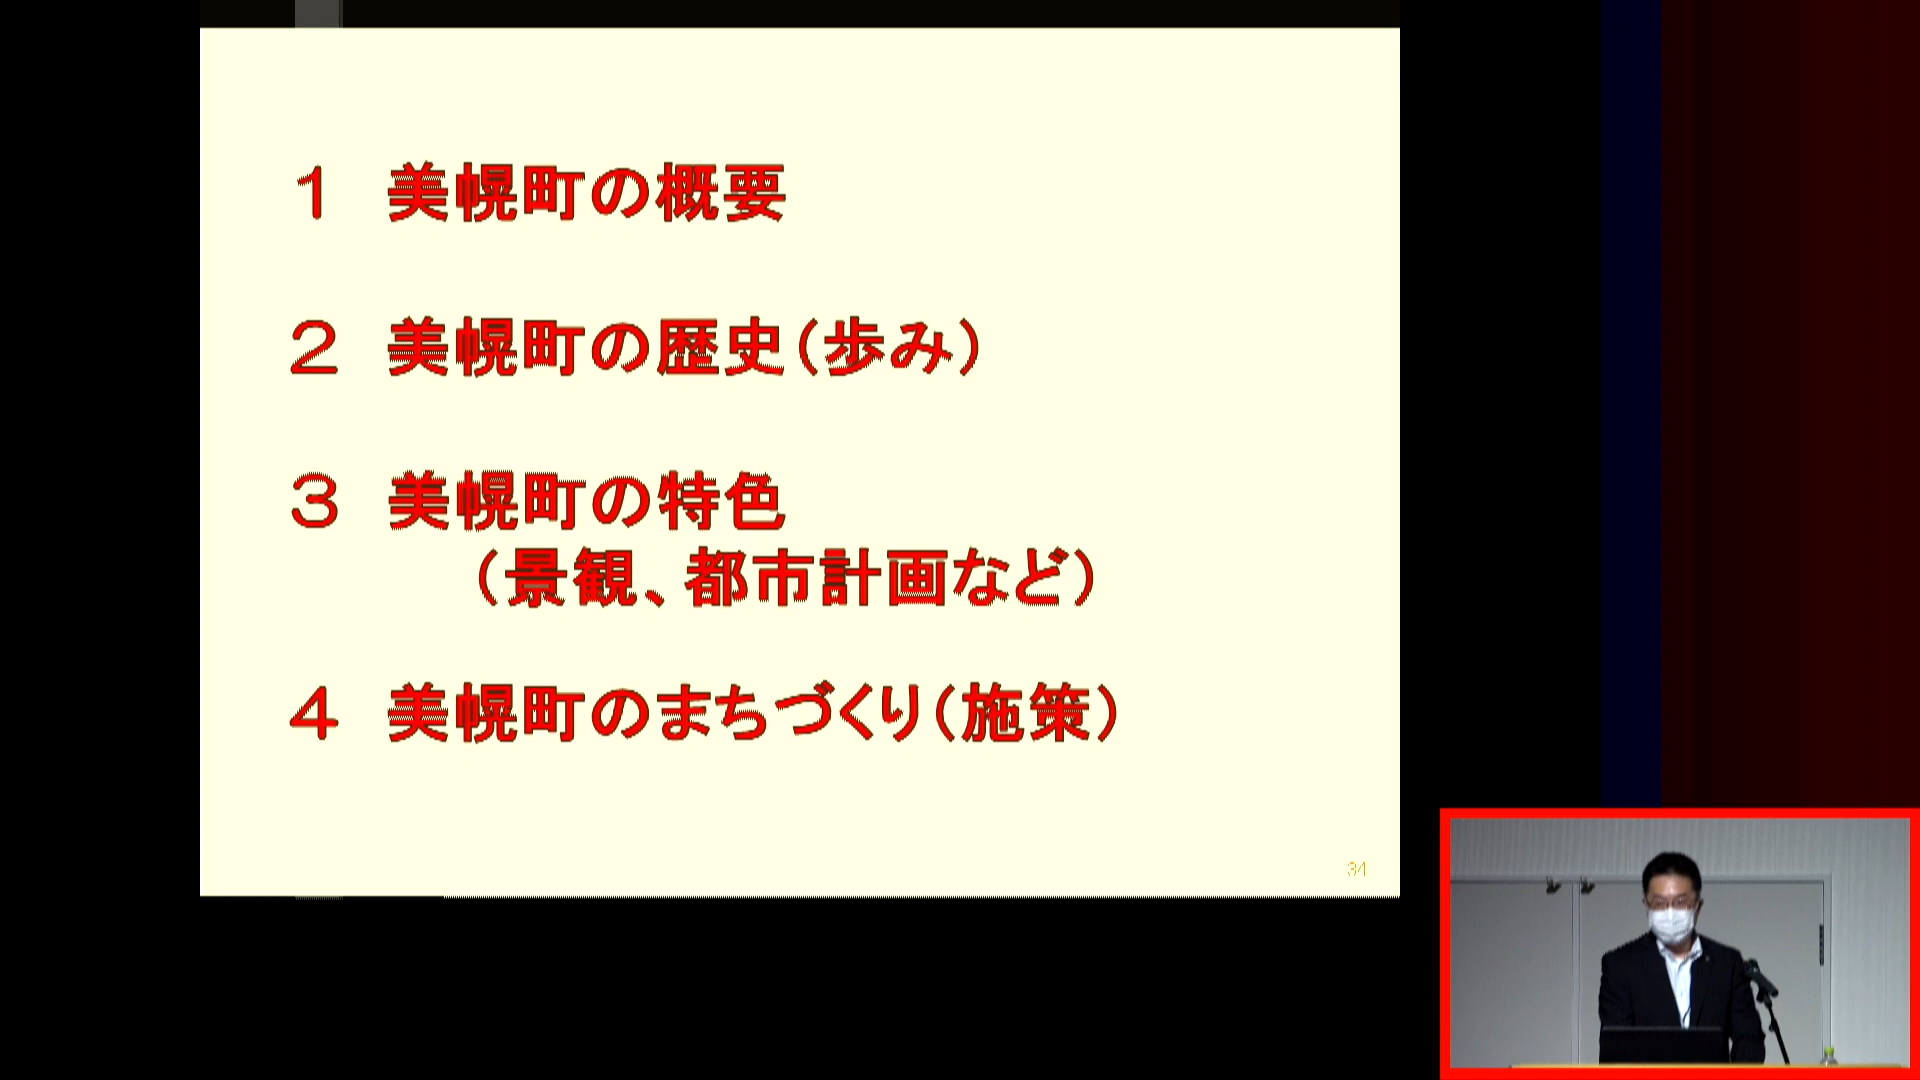 １　美幌町の概要
２　美幌町の歴史（歩み）
３　美幌町の特色
（景観、都市計画など）
４　美幌町のまちづくり（施策）
34